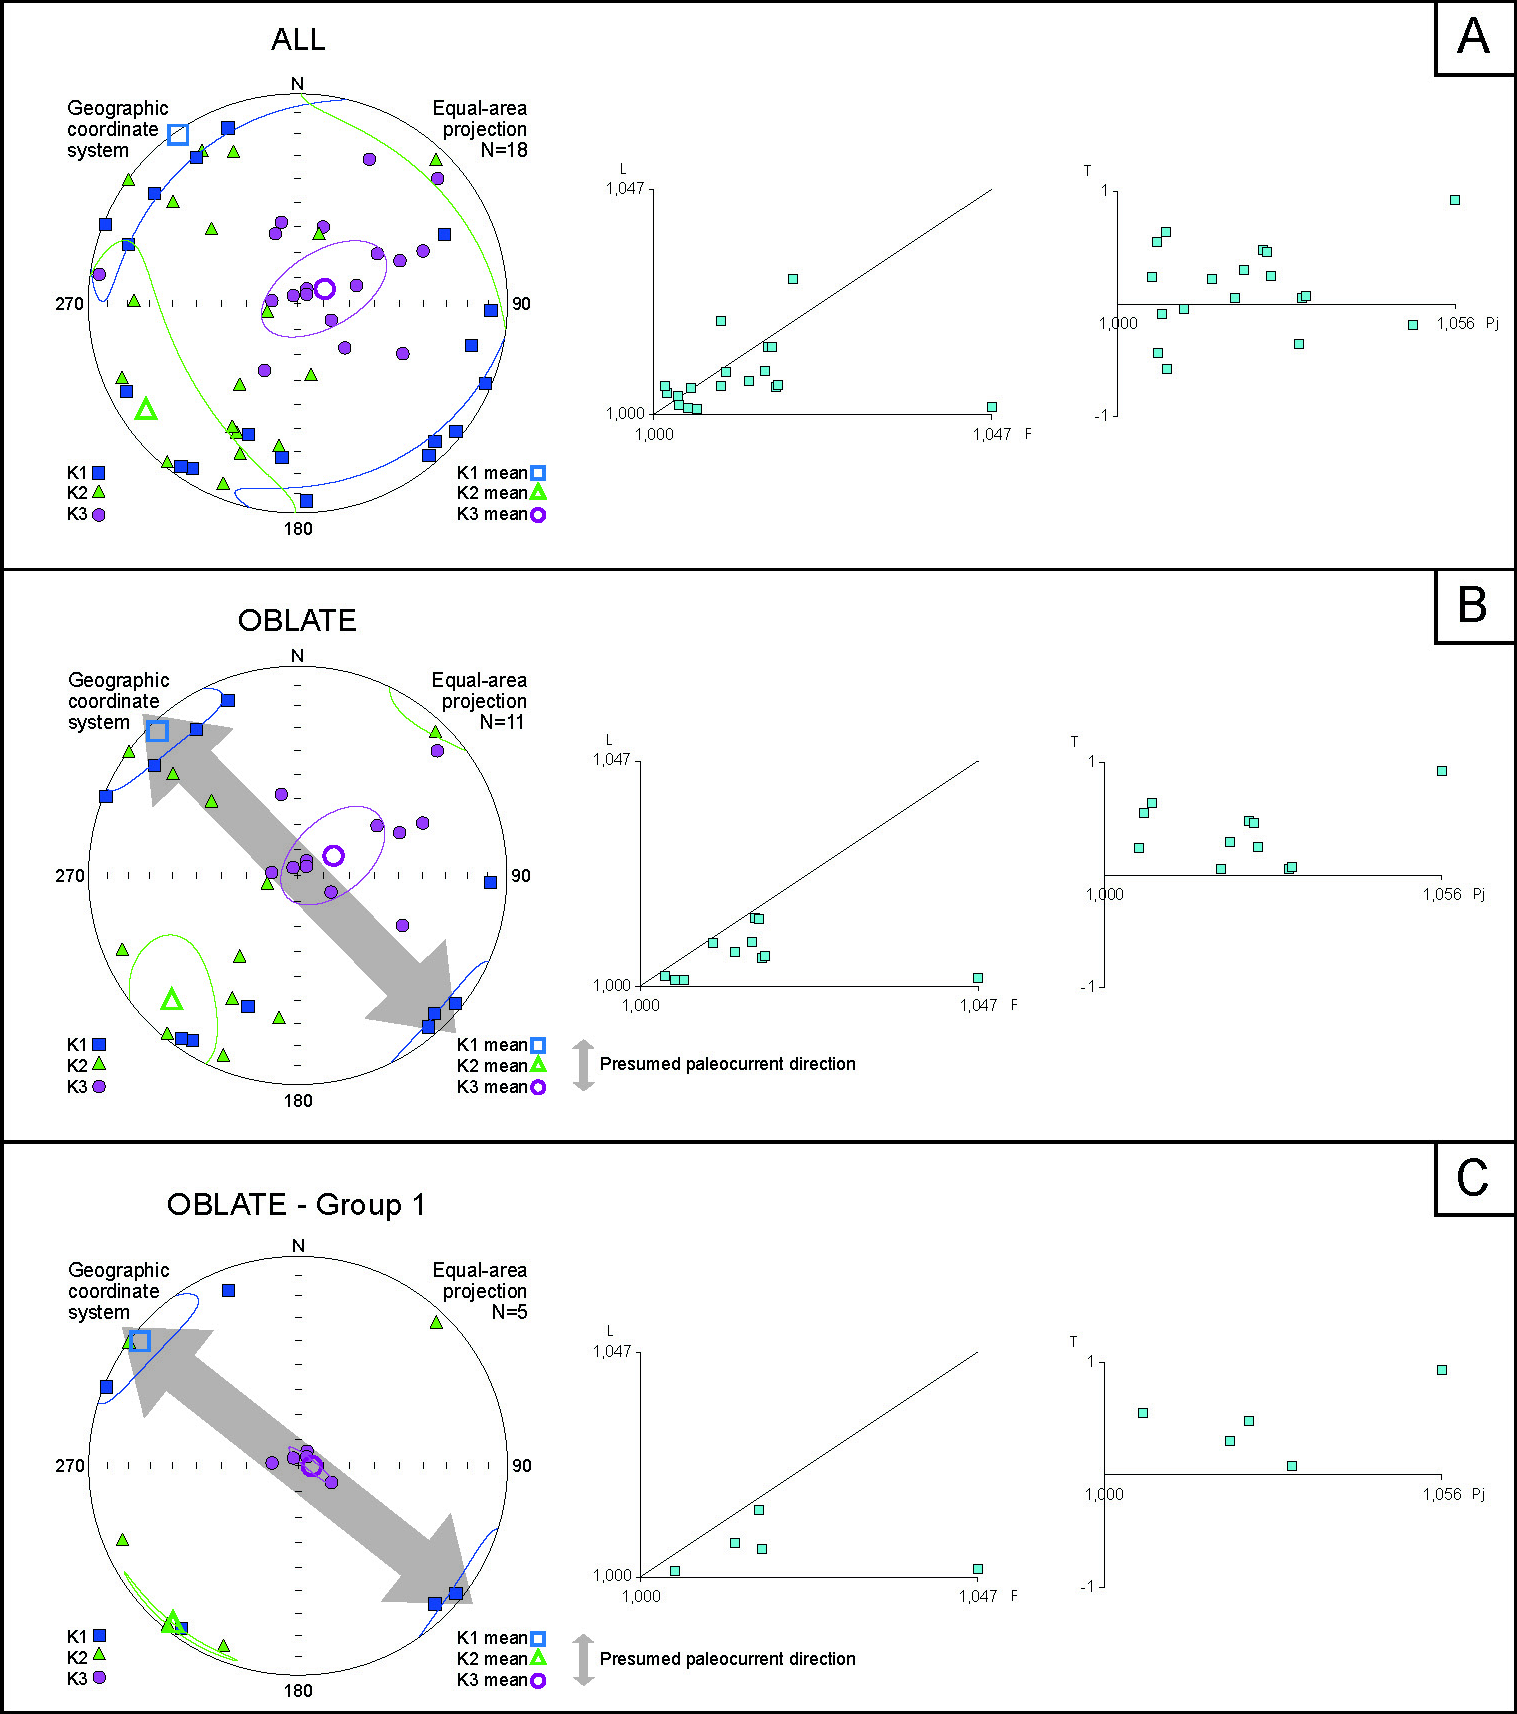 A
ALL
N
Geographic
coordinate
system
Equal-area
projection
N=18
270
90
180
K1
K2
K3
K1 mean
K2 mean
K3 mean
L
1,047
1,000
1,000
1,047 F
T
1
1,000
1,056 Pj
-1
B
OBLATE
N
Geographic
coordinate
system
Equal-area
projection
N=11
270
90
180
K1
K2
K3
K1 mean
K2 mean
K3 mean
Presumed paleocurrent direction
L
1,047
1,000
1,000
1,047 F
T
1
1,000
1,056 Pj
-1
C
OBLATE - Group 1
N
Geographic
coordinate
system
Equal-area
projection
N=5
270
90
180
K1
K2
K3
K1 mean
K2 mean
K3 mean
Presumed paleocurrent direction
L
1,047
1,000
1,000
1,047 F
T
1
1,000
1,056 Pj
-1